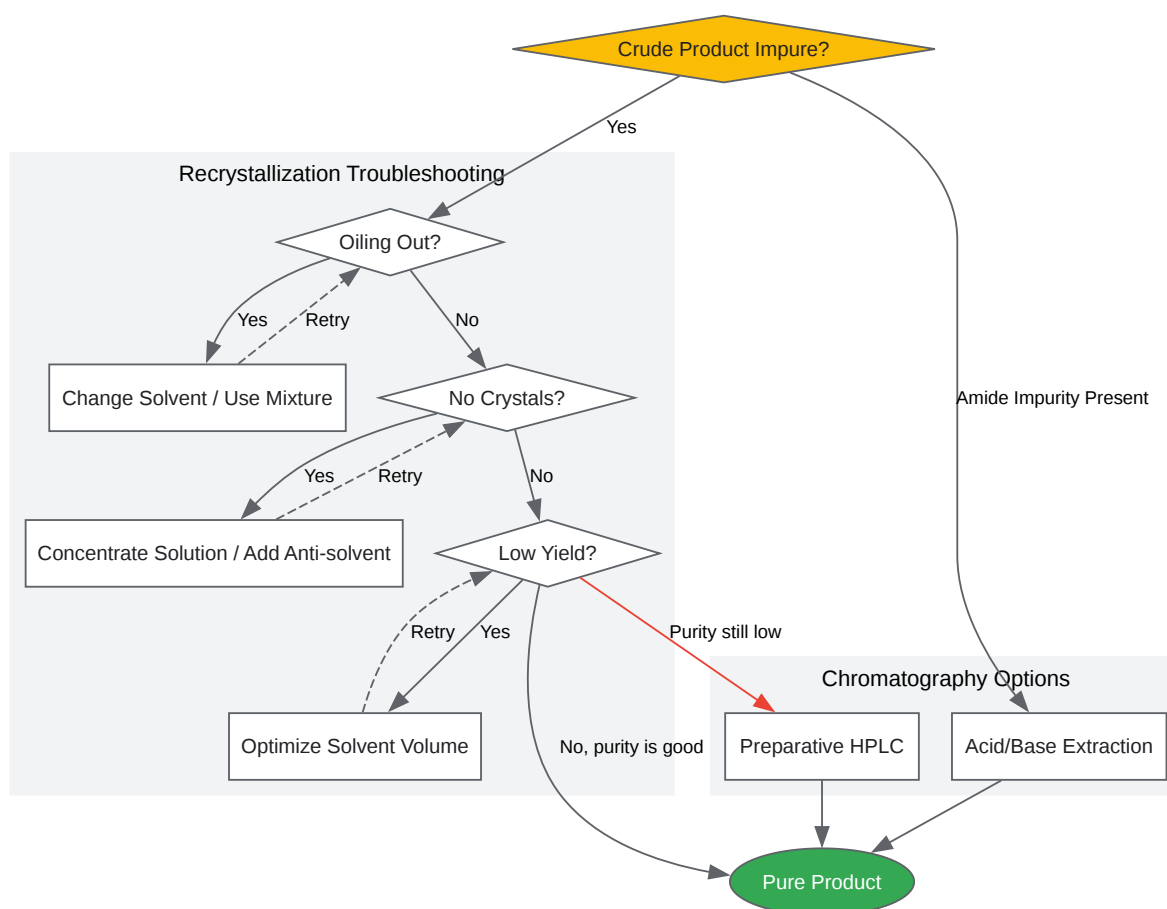 Crude Product Impure?
Yes
Recrystallization Troubleshooting
Oiling Out?
Yes
Retry
No
Change Solvent / Use Mixture
No Crystals?
Amide Impurity Present
Yes
Retry
No
Concentrate Solution / Add Anti-solvent
Low Yield?
Retry
Yes
Purity still low
Chromatography Options
Optimize Solvent Volume
No, purity is good
Preparative HPLC
Acid/Base Extraction
Pure Product